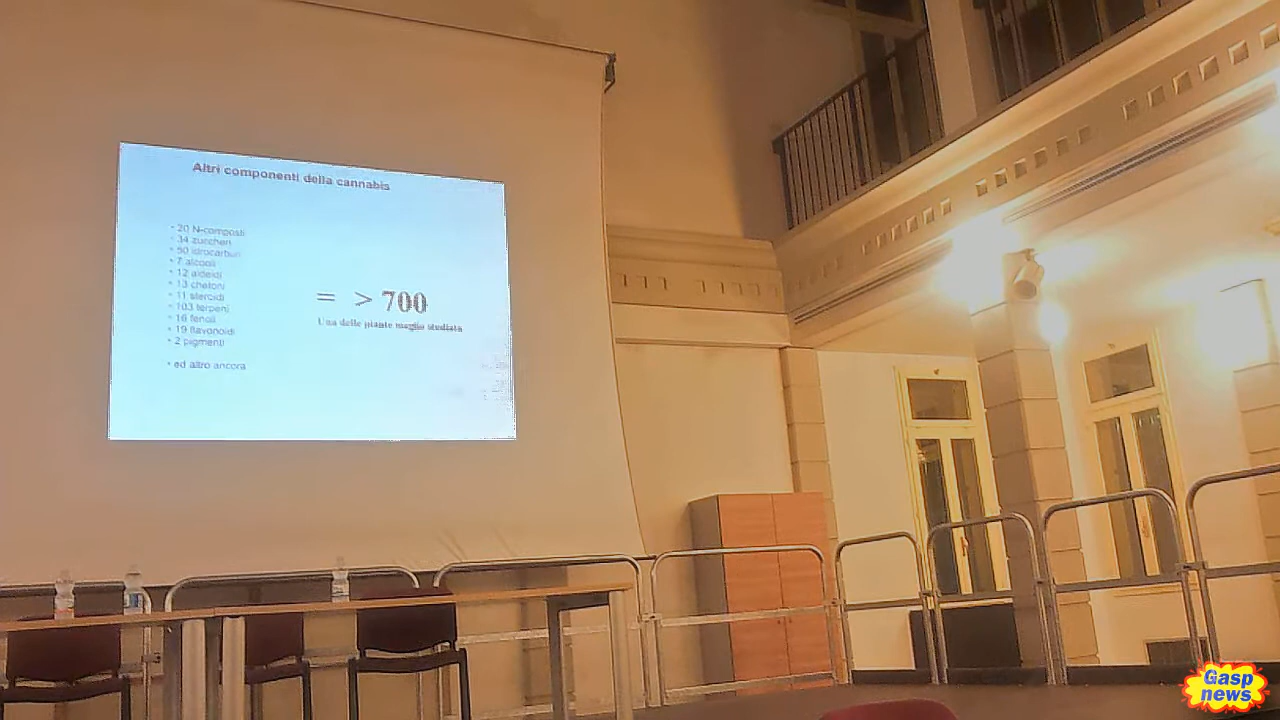 Altri componenti della cannabis
• 20 N-composti
• 34 zuccheri
• 50 idrocarburi
• 7 alcooli
• 12 aldeidi
• 13 chetoni
• 11 steroidi
• 103 terpeni
• 16 fenoli
• 19 flavonoidi
• 2 pigmenti
• ed altro ancora
= > 700
Una delle piante meglio studiata
Gasp
news